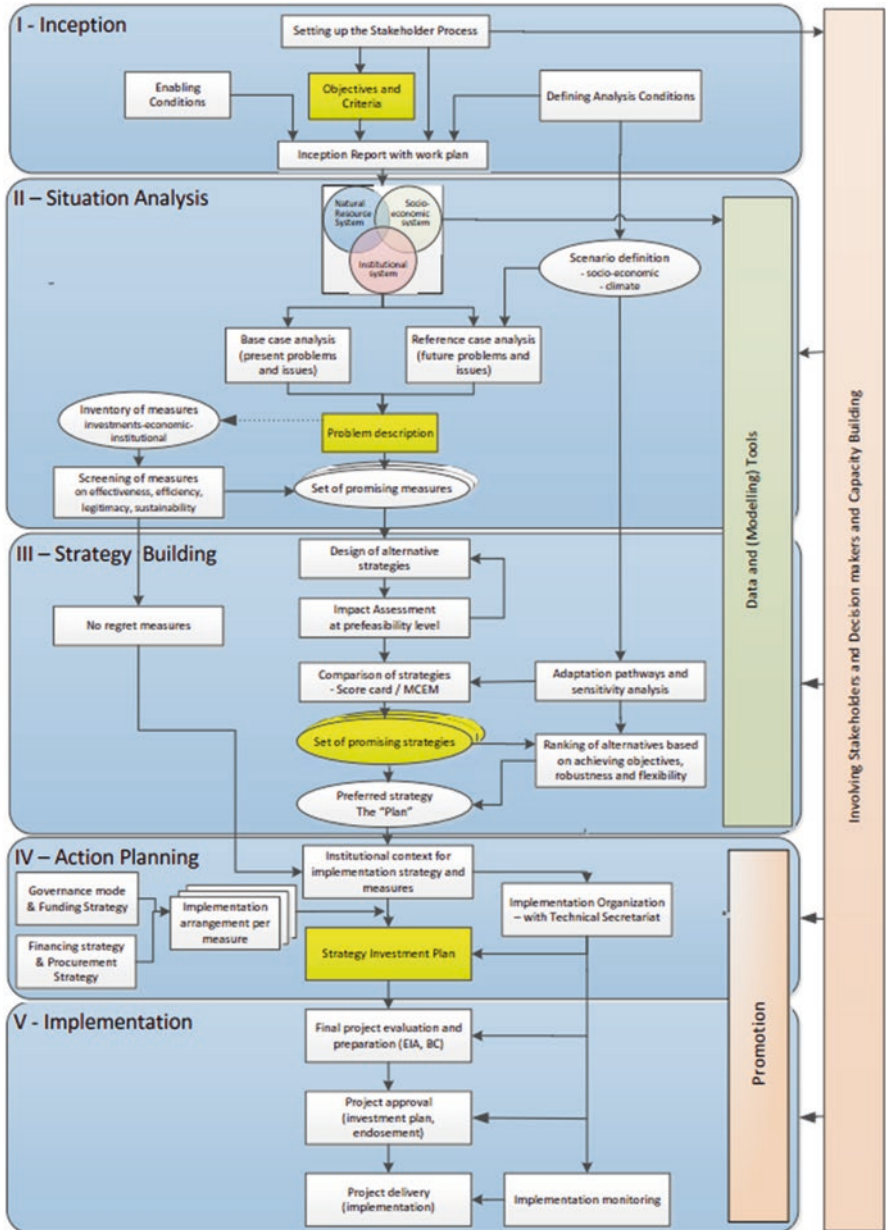 I - Inception
Setting up the Stakeholder Process
Enabling
Conditions
Objectives and
Criteria
Defining Analysis Conditions
Inception Report with work plan
II – Situation Analysis
Natural
Resource
System
Socio-
economic
system
Institutional
system
Scenario definition
- socio-economic
- climate
Base case analysis
(present problems
and issues)
Reference case analysis
(future problems and
issues)
Inventory of measures
investments-economic-
institutional
Problem description
Screening of measures
on effectiveness, efficiency,
legitimacy, sustainability
Set of promising measures
III – Strategy Building
Design of alternative
strategies
No regret measures
Impact Assessment
at prefeasibility level
Comparison of strategies
- Score card / MCEM
Adaptation pathways and
sensitivity analysis
Set of promising strategies
Ranking of alternatives based
on achieving objectives,
robustness and flexibility
Preferred strategy
The "Plan"
Data and (Modelling) Tools
IV – Action Planning
Institutional context for
implementation strategy and
measures
Governance mode
& Funding Strategy
Implementation
arrangement per
measure
Implementation Organization
– with Technical Secretariat
Financing strategy
& Procurement
Strategy
Strategy Investment Plan
V - Implementation
Final project evaluation and
preparation (EIA, BC)
Project approval
(investment plan,
endosement)
Project delivery
(implementation)
Implementation monitoring
Promotion
Involving Stakeholders and Decision makers and Capacity Building